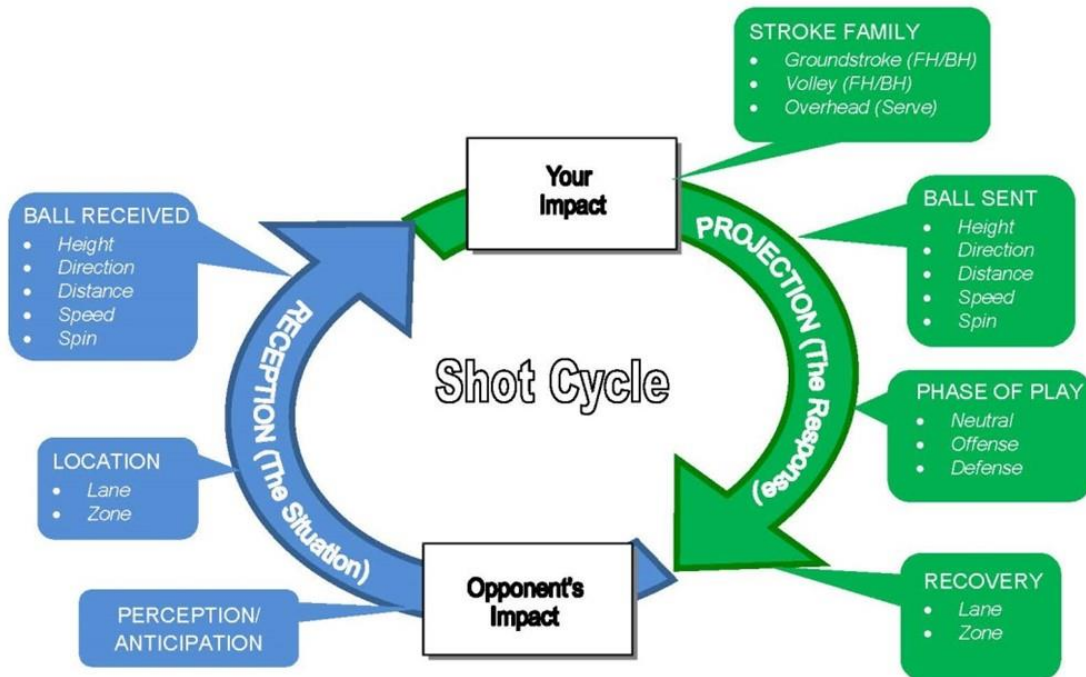 STROKE FAMILY
Groundstroke (FH/BH)
Volley (FH/BH)
Overhead (Serve)
Your
Impact
BALL RECEIVED
Height
Direction
Distance
Speed
Spin
BALL SENT
Height
Direction
Distance
Speed
Spin
PROJECTION (The Response)
RECEPTION (The Situation)
Shot Cycle
PHASE OF PLAY
Neutral
Offense
Defense
LOCATION
Lane
Zone
Opponent's
Impact
RECOVERY
Lane
Zone
PERCEPTION/
ANTICIPATION